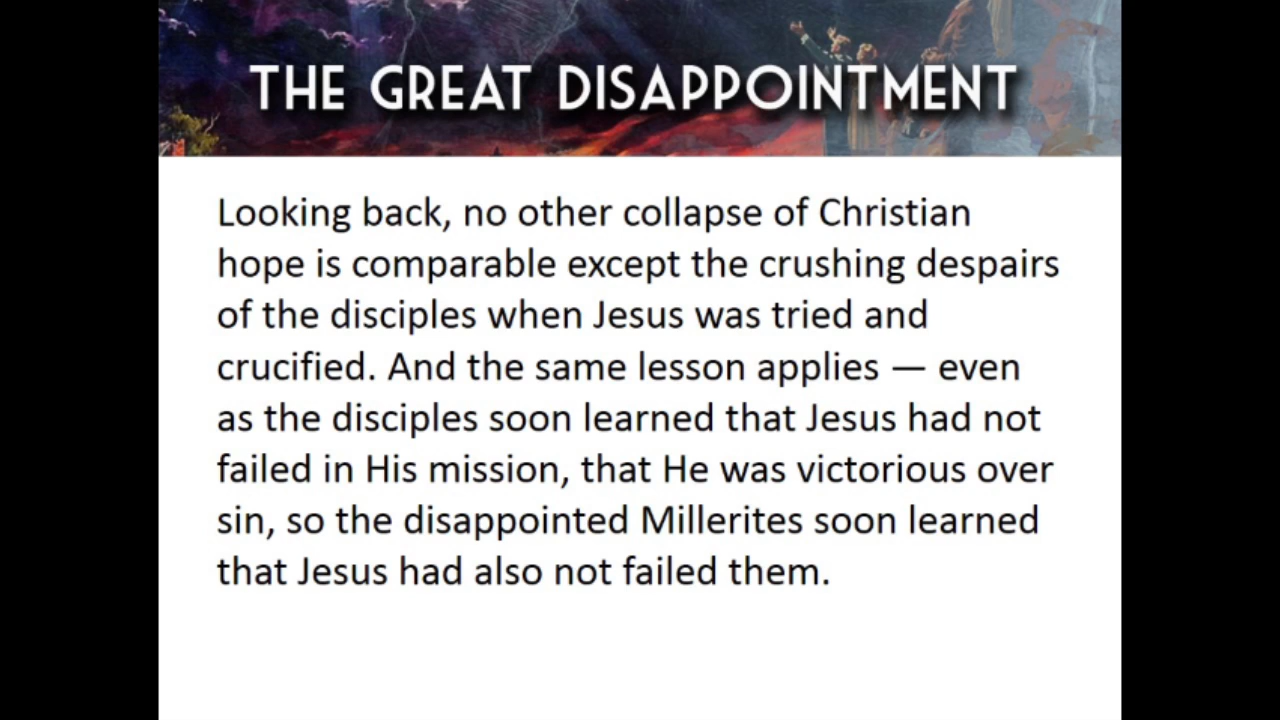 THE GREAT DISAPPOINTMENT
Looking back, no other collapse of Christian
hope is comparable except the crushing despairs
of the disciples when Jesus was tried and
crucified. And the same lesson applies — even
as the disciples soon learned that Jesus had not
failed in His mission, that He was victorious over
sin, so the disappointed Millerites soon learned
that Jesus had also not failed them.